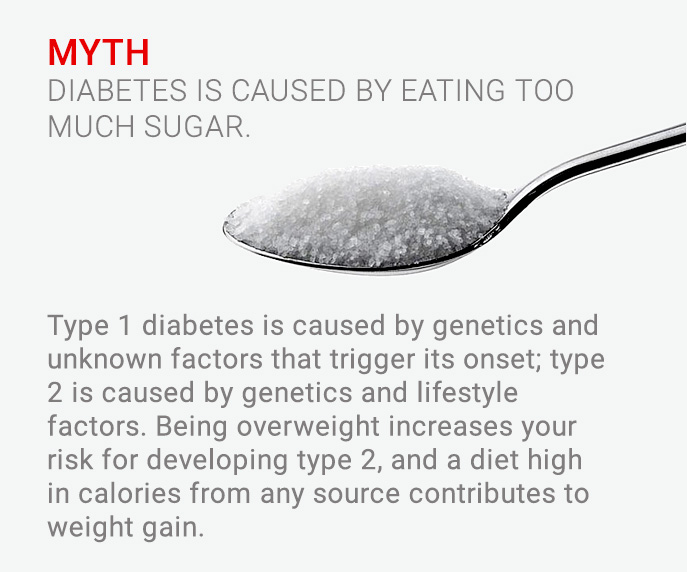 MYTH
DIABETES IS CAUSED BY EATING TOO
MUCH SUGAR.
Type 1 diabetes is caused by genetics and
unknown factors that trigger its onset; type
2 is caused by genetics and lifestyle
factors. Being overweight increases your
risk for developing type 2, and a diet high
in calories from any source contributes to
weight gain.